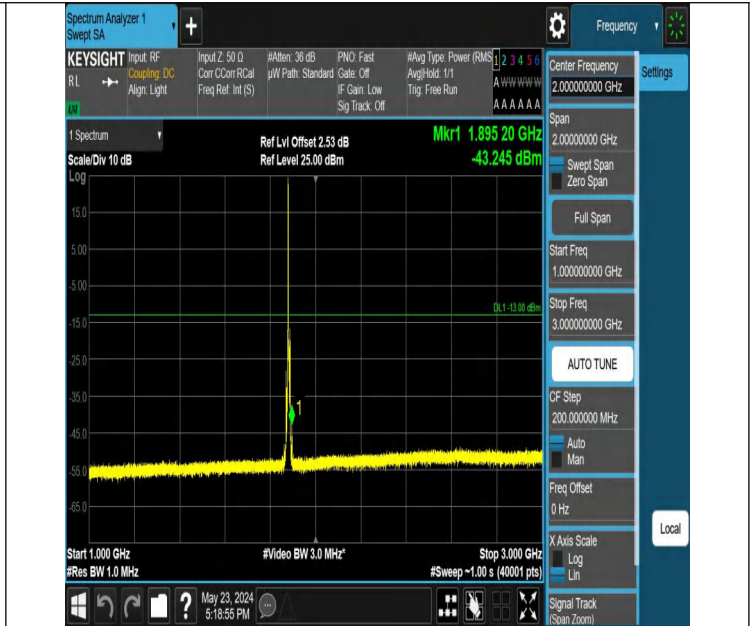 Spectrum Analyzer 1
Swept SA
+
Frequency
KEYSIGHT
RL
LXI
Input: RF
Coupling: DC
Align: Light
Input Z: 50 Ω
Corr CCorr RCal
Freq Ref: Int (S)
#Atten: 36 dB
µW Path: Standard
PNO: Fast
Gate: Off
IF Gain: Low
Sig Track: Off
#Avg Type: Power (RMS
Avg|Hold: 1/1
Trig: Free Run
1 2 3 4 5 6
A W W W W W
A A A A A A
1 Spectrum
Scale/Div 10 dB
Log
Ref Lvl Offset 2.53 dB
Ref Level 25.00 dBm
Mkr1 1.895 20 GHz
-43.245 dBm
15.0
5.00
-5.00
DL1 -13.00 dBm
-15.0
-25.0
-35.0
1
-45.0
-55.0
-65.0
Start 1.000 GHz
#Res BW 1.0 MHz
#Video BW 3.0 MHz*
Stop 3.000 GHz
#Sweep ~1.00 s (40001 pts)
Center Frequency
2.000000000 GHz
Settings
Span
2.00000000 GHz
Swept Span
Zero Span
Full Span
Start Freq
1.000000000 GHz
Stop Freq
3.000000000 GHz
AUTO TUNE
CF Step
200.000000 MHz
Auto
Man
Freq Offset
0 Hz
X Axis Scale
Log
Lin
Local
Signal Track
(Span Zoom)
?
May 23, 2024
5:18:55 PM